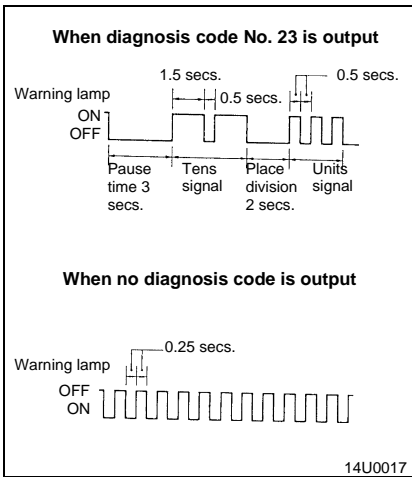 When diagnosis code No. 23 is output
1.5 secs.
0.5 secs.
0.5 secs.
Warning lamp
ON
OFF
Pause time 3 secs.
Tens signal
Place division 2 secs.
Units signal
When no diagnosis code is output
0.25 secs.
Warning lamp
OFF
ON
14U0017